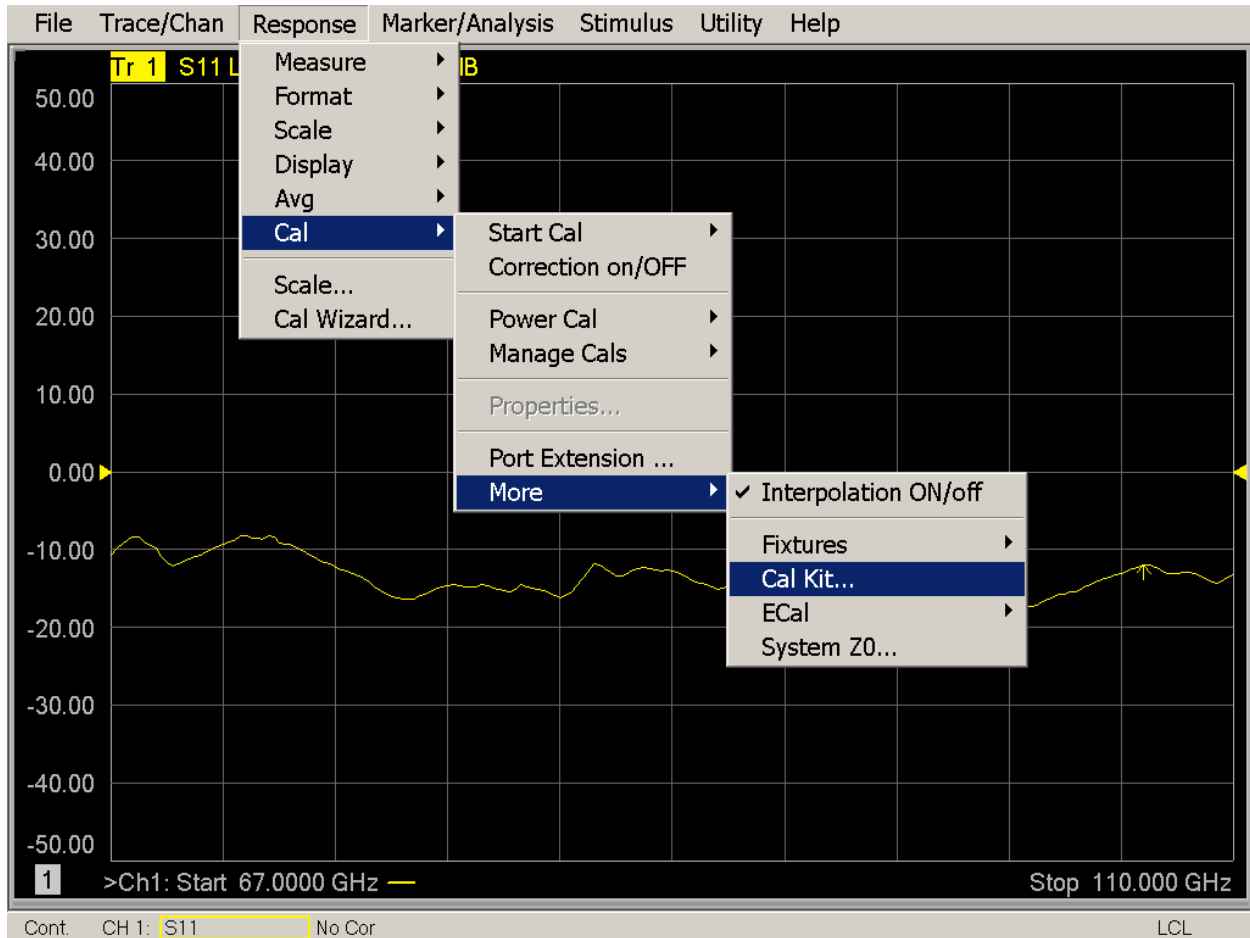 File Trace/Chan Response Marker/Analysis Stimulus Utility Help
Tr 1 S11 L
50.00
40.00
30.00
20.00
10.00
0.00
-10.00
-20.00
-30.00
-40.00
-50.00
Measure
Format
Scale
Display
Avg
Cal
Scale...
Cal Wizard...
Start Cal
Correction on/OFF
Power Cal
Manage Cals
Properties...
Port Extension ...
More
Interpolation ON/off
Fixtures
Cal Kit...
ECal
System Z0...
1 >Ch1: Start 67.0000 GHz Stop 110.000 GHz
Cont. CH 1: S11 No Cor LCL